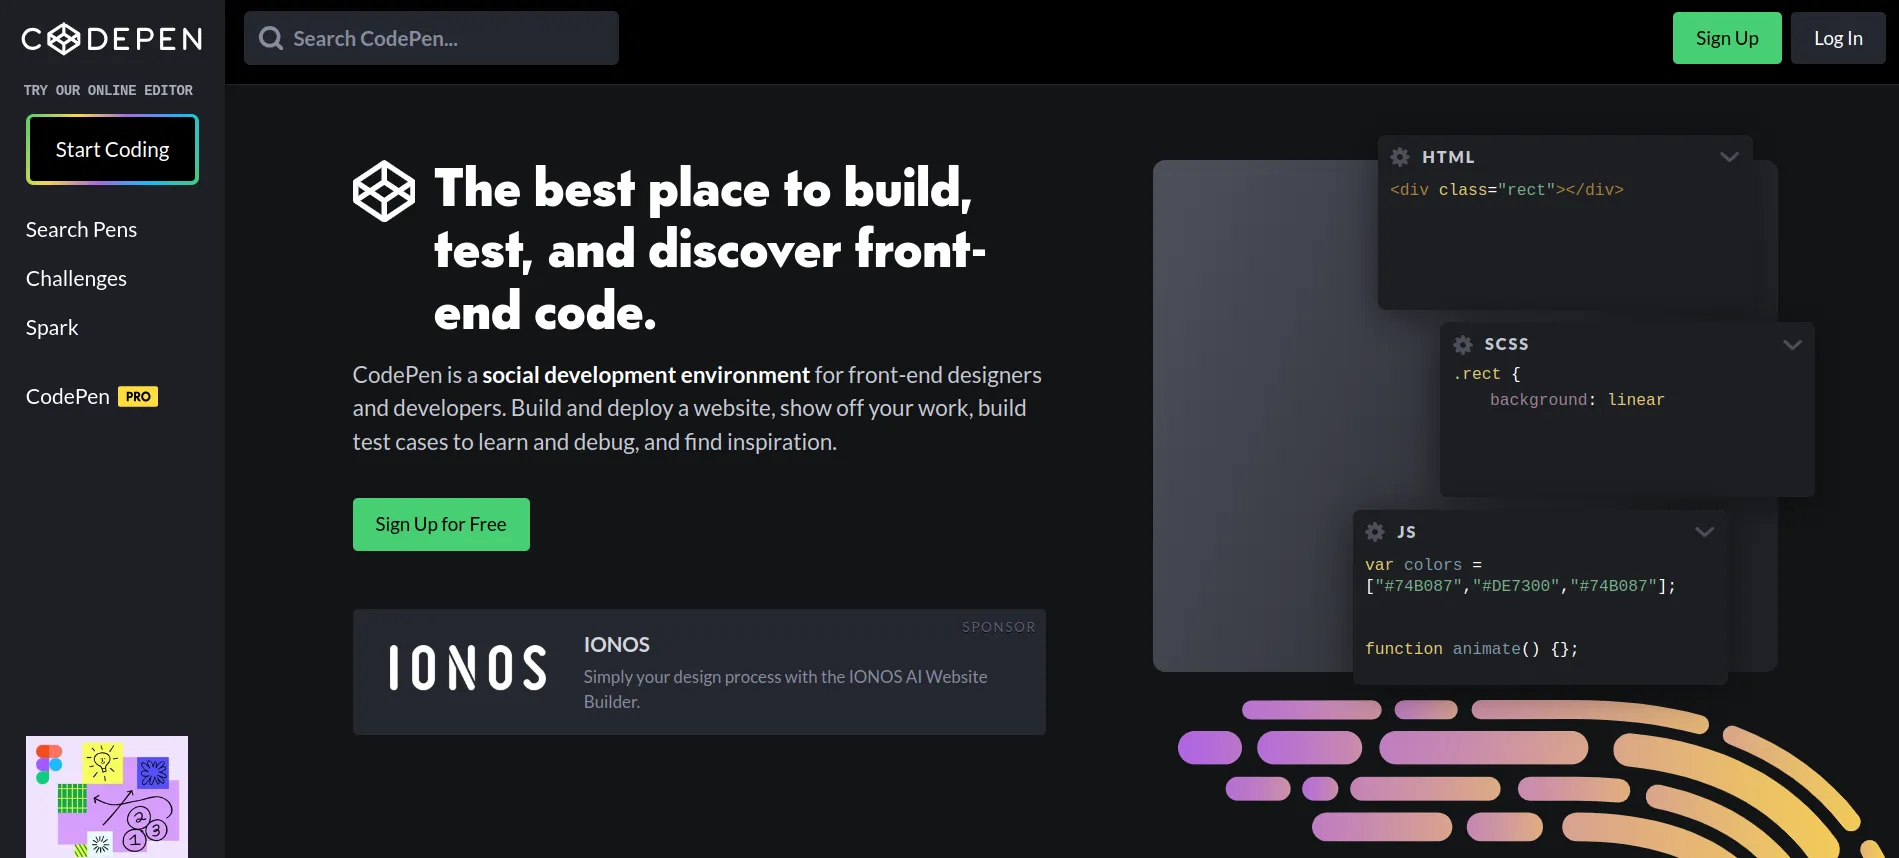 CODEPEN
TRY OUR ONLINE EDITOR
Start Coding
Search Pens
Challenges
Spark
CodePen PRO
Search CodePen...
Sign Up
Log In
The best place to build,
test, and discover front-
end code.
CodePen is a social development environment for front-end designers
and developers. Build and deploy a website, show off your work, build
test cases to learn and debug, and find inspiration.
Sign Up for Free
SPONSOR
IONOS
IONOS
Simply your design process with the IONOS AI Website
Builder.
HTML
<div class="rect"></div>
SCSS
.rect {
background: linear
JS
var colors =
["#74B087","#DE7300","#74B087"];
function animate() {};
2
3
1